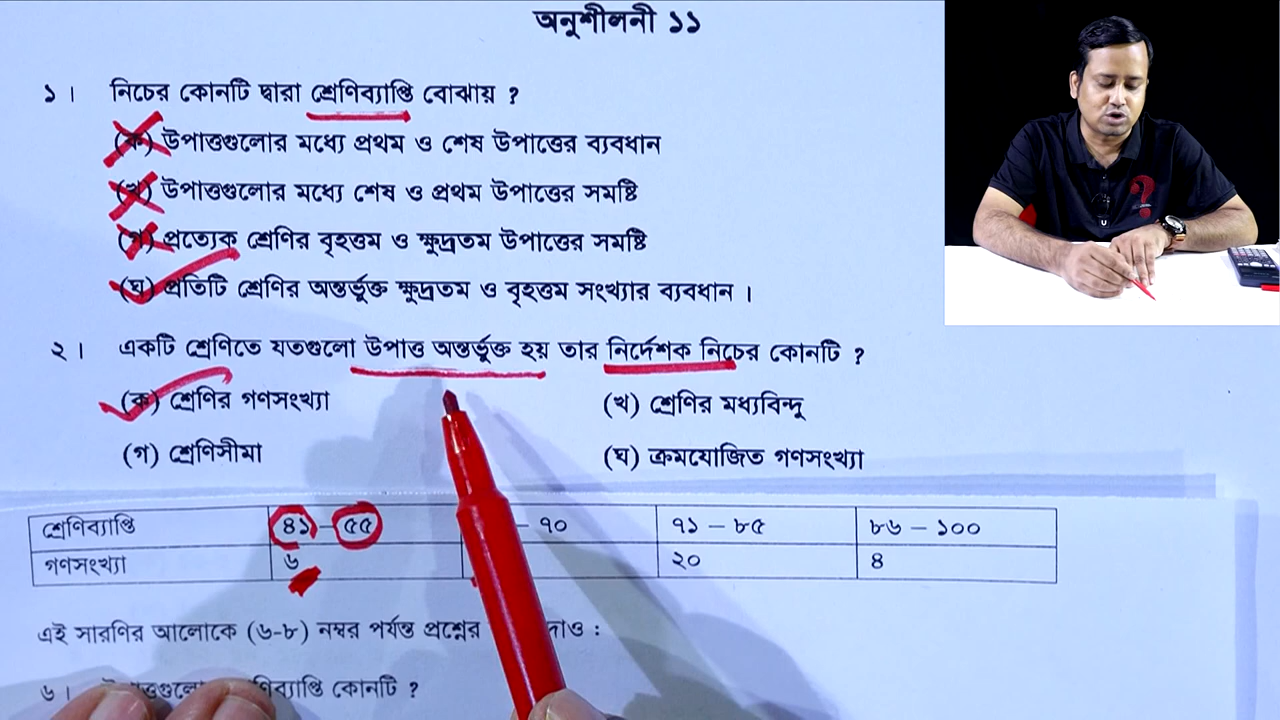 অনুশীলনী ১১
১। নিচের কোনটি দ্বারা শ্রেণিব্যাপ্তি বোঝায় ?
(ক) উপাত্তগুলোর মধ্যে প্রথম ও শেষ উপাত্তের ব্যবধান
(খ) উপাত্তগুলোর মধ্যে শেষ ও প্রথম উপাত্তের সমষ্টি
(গ) প্রত্যেক শ্রেণির বৃহত্তম ও ক্ষুদ্রতম উপাত্তের সমষ্টি
(ঘ) প্রতিটি শ্রেণির অন্তর্ভুক্ত ক্ষুদ্রতম ও বৃহত্তম সংখ্যার ব্যবধান।
২। একটি শ্রেণিতে যতগুলো উপাত্ত অন্তর্ভুক্ত হয় তার নির্দেশক নিচের কোনটি ?
(ক) শ্রেণির গণসংখ্যা (খ) শ্রেণির মধ্যবিন্দু
(গ) শ্রেণিসীমা (ঘ) ক্রমযোজিত গণসংখ্যা
শ্রেণিব্যাপ্তি ৪১ – ৫৫ – ৭০ ৭১ – ৮৫ ৮৬ – ১০০
গণসংখ্যা ৬ ২০ ৪
এই সারণির আলোকে (৬-৮) নম্বর পর্যন্ত প্রশ্নের দাও :
৬। কোনটি ?